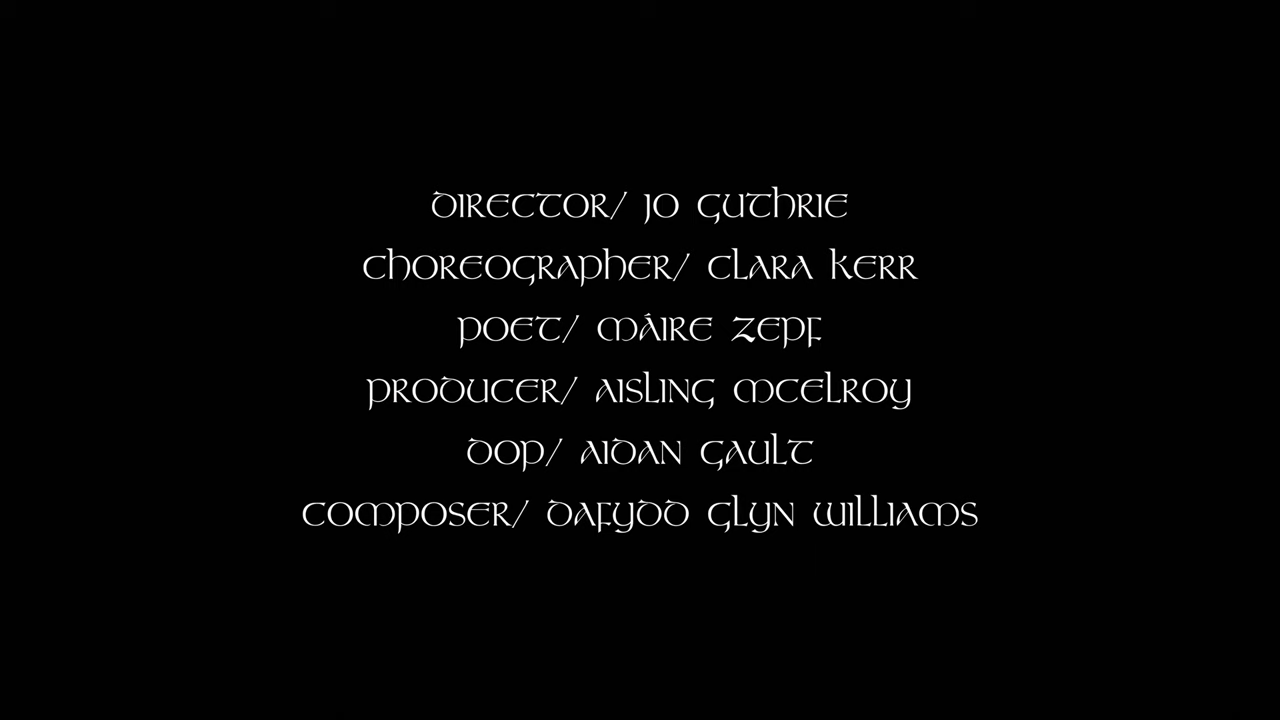 DIRECTOR/ JO GUTHRIE
CHOREOGRAPHER/ CLARA KERR
POET/ MÁIRE ZEPF
PRODUCER/ AISLING MCELROY
DOP/ AIDAN GAULT
COMPOSER/ DAFYDD GLYN WILLIAMS